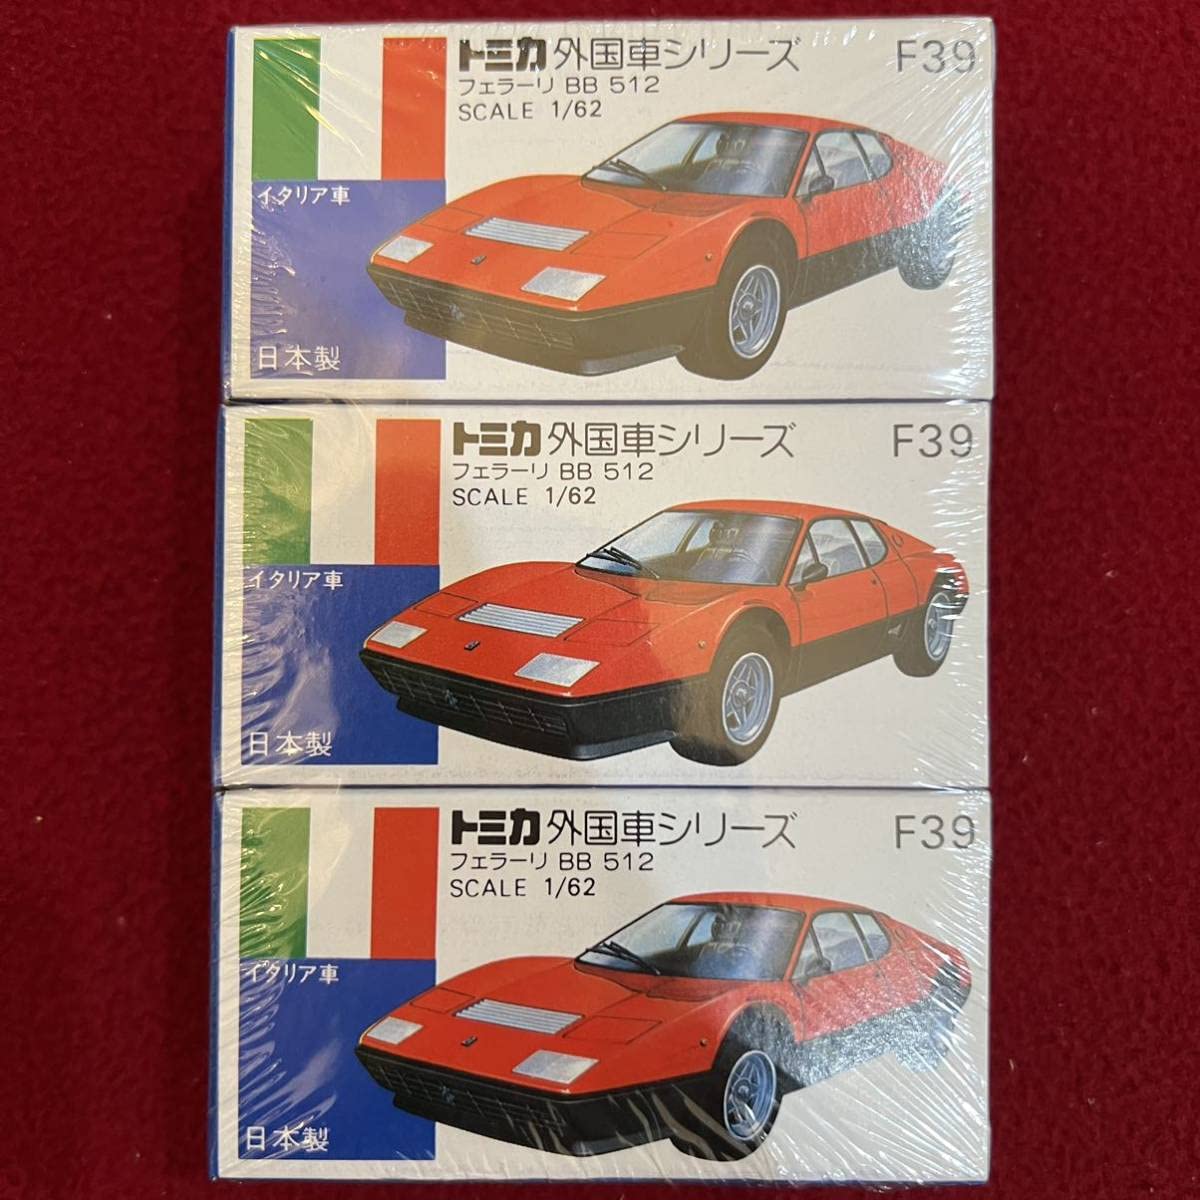 トミカ 外国車シリーズ F39
フェラーリ BB 512
SCALE 1/62
イタリア車
日本製
トミカ 外国車シリーズ F39
フェラーリ BB 512
SCALE 1/62
イタリア車
日本製
トミカ 外国車シリーズ F39
フェラーリ BB 512
SCALE 1/62
イタリア車
日本製